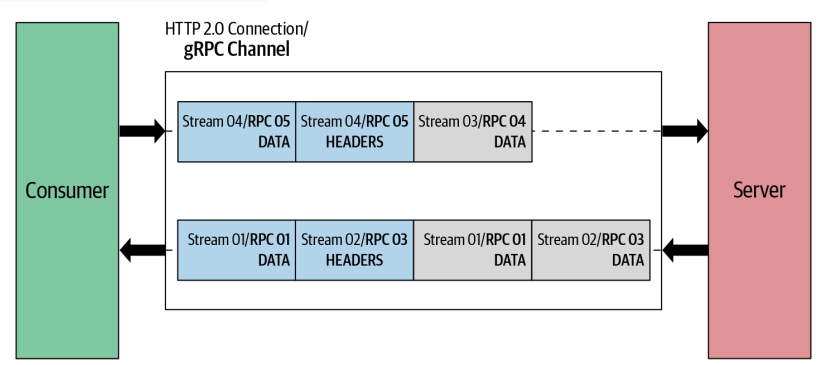 HTTP 2.0 Connection/
gRPC Channel
Consumer
Stream 04/RPC 05
DATA
Stream 04/RPC 05
HEADERS
Stream 03/RPC 04
DATA
Stream 01/RPC 01
DATA
Stream 02/RPC 03
HEADERS
Stream 01/RPC 01
DATA
Stream 02/RPC 03
DATA
Server